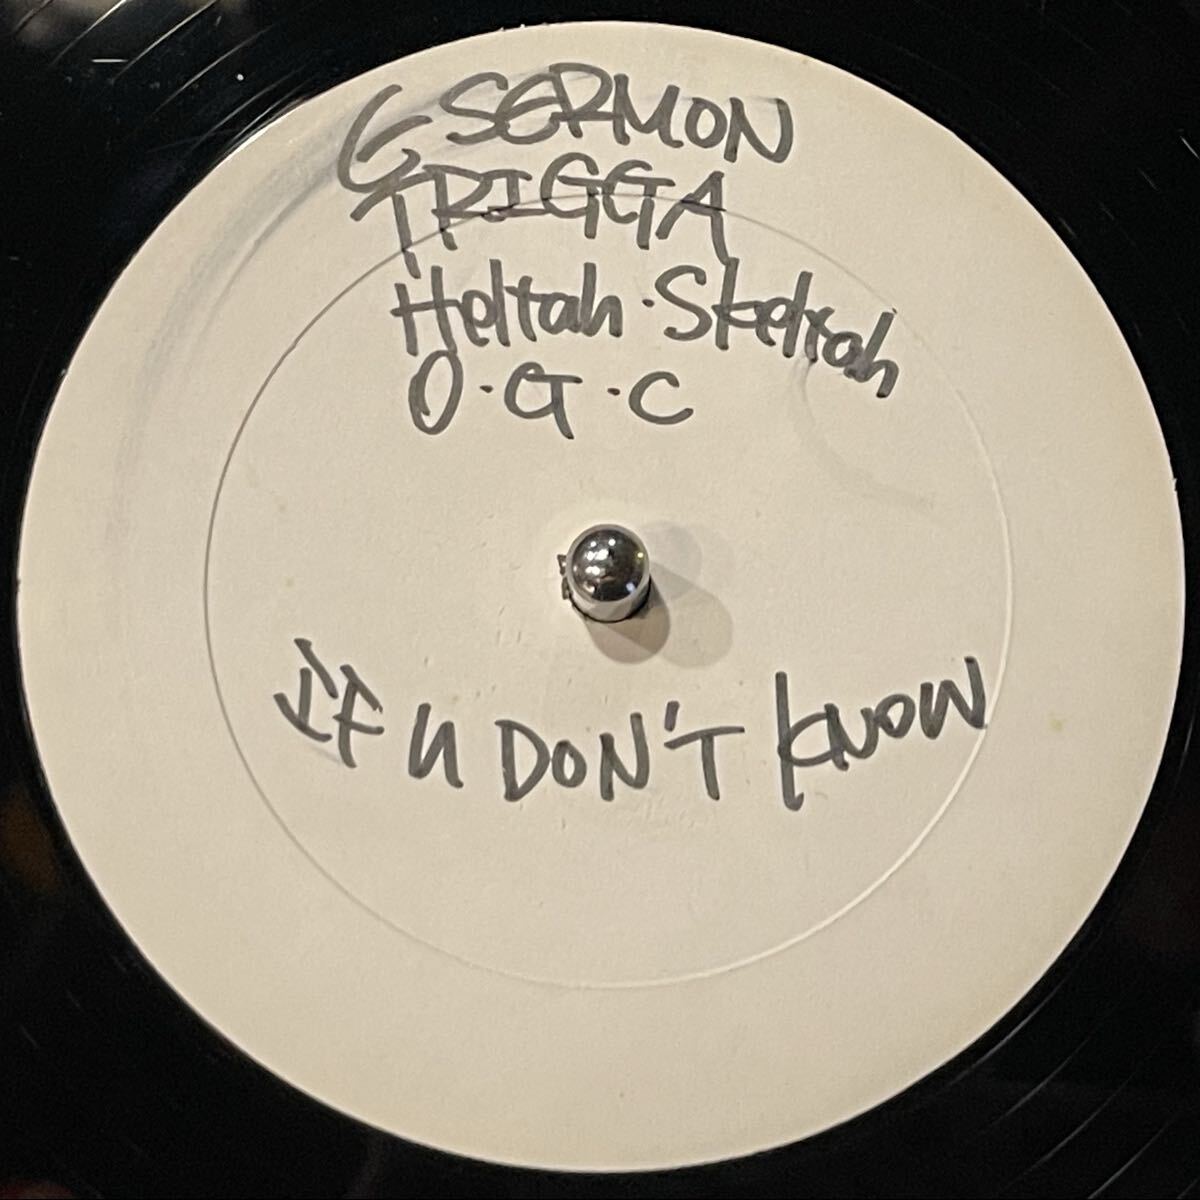 E SERMON
TRIGGA
Heltah·Skeltah
O·G·C
IF U DON'T KNOW